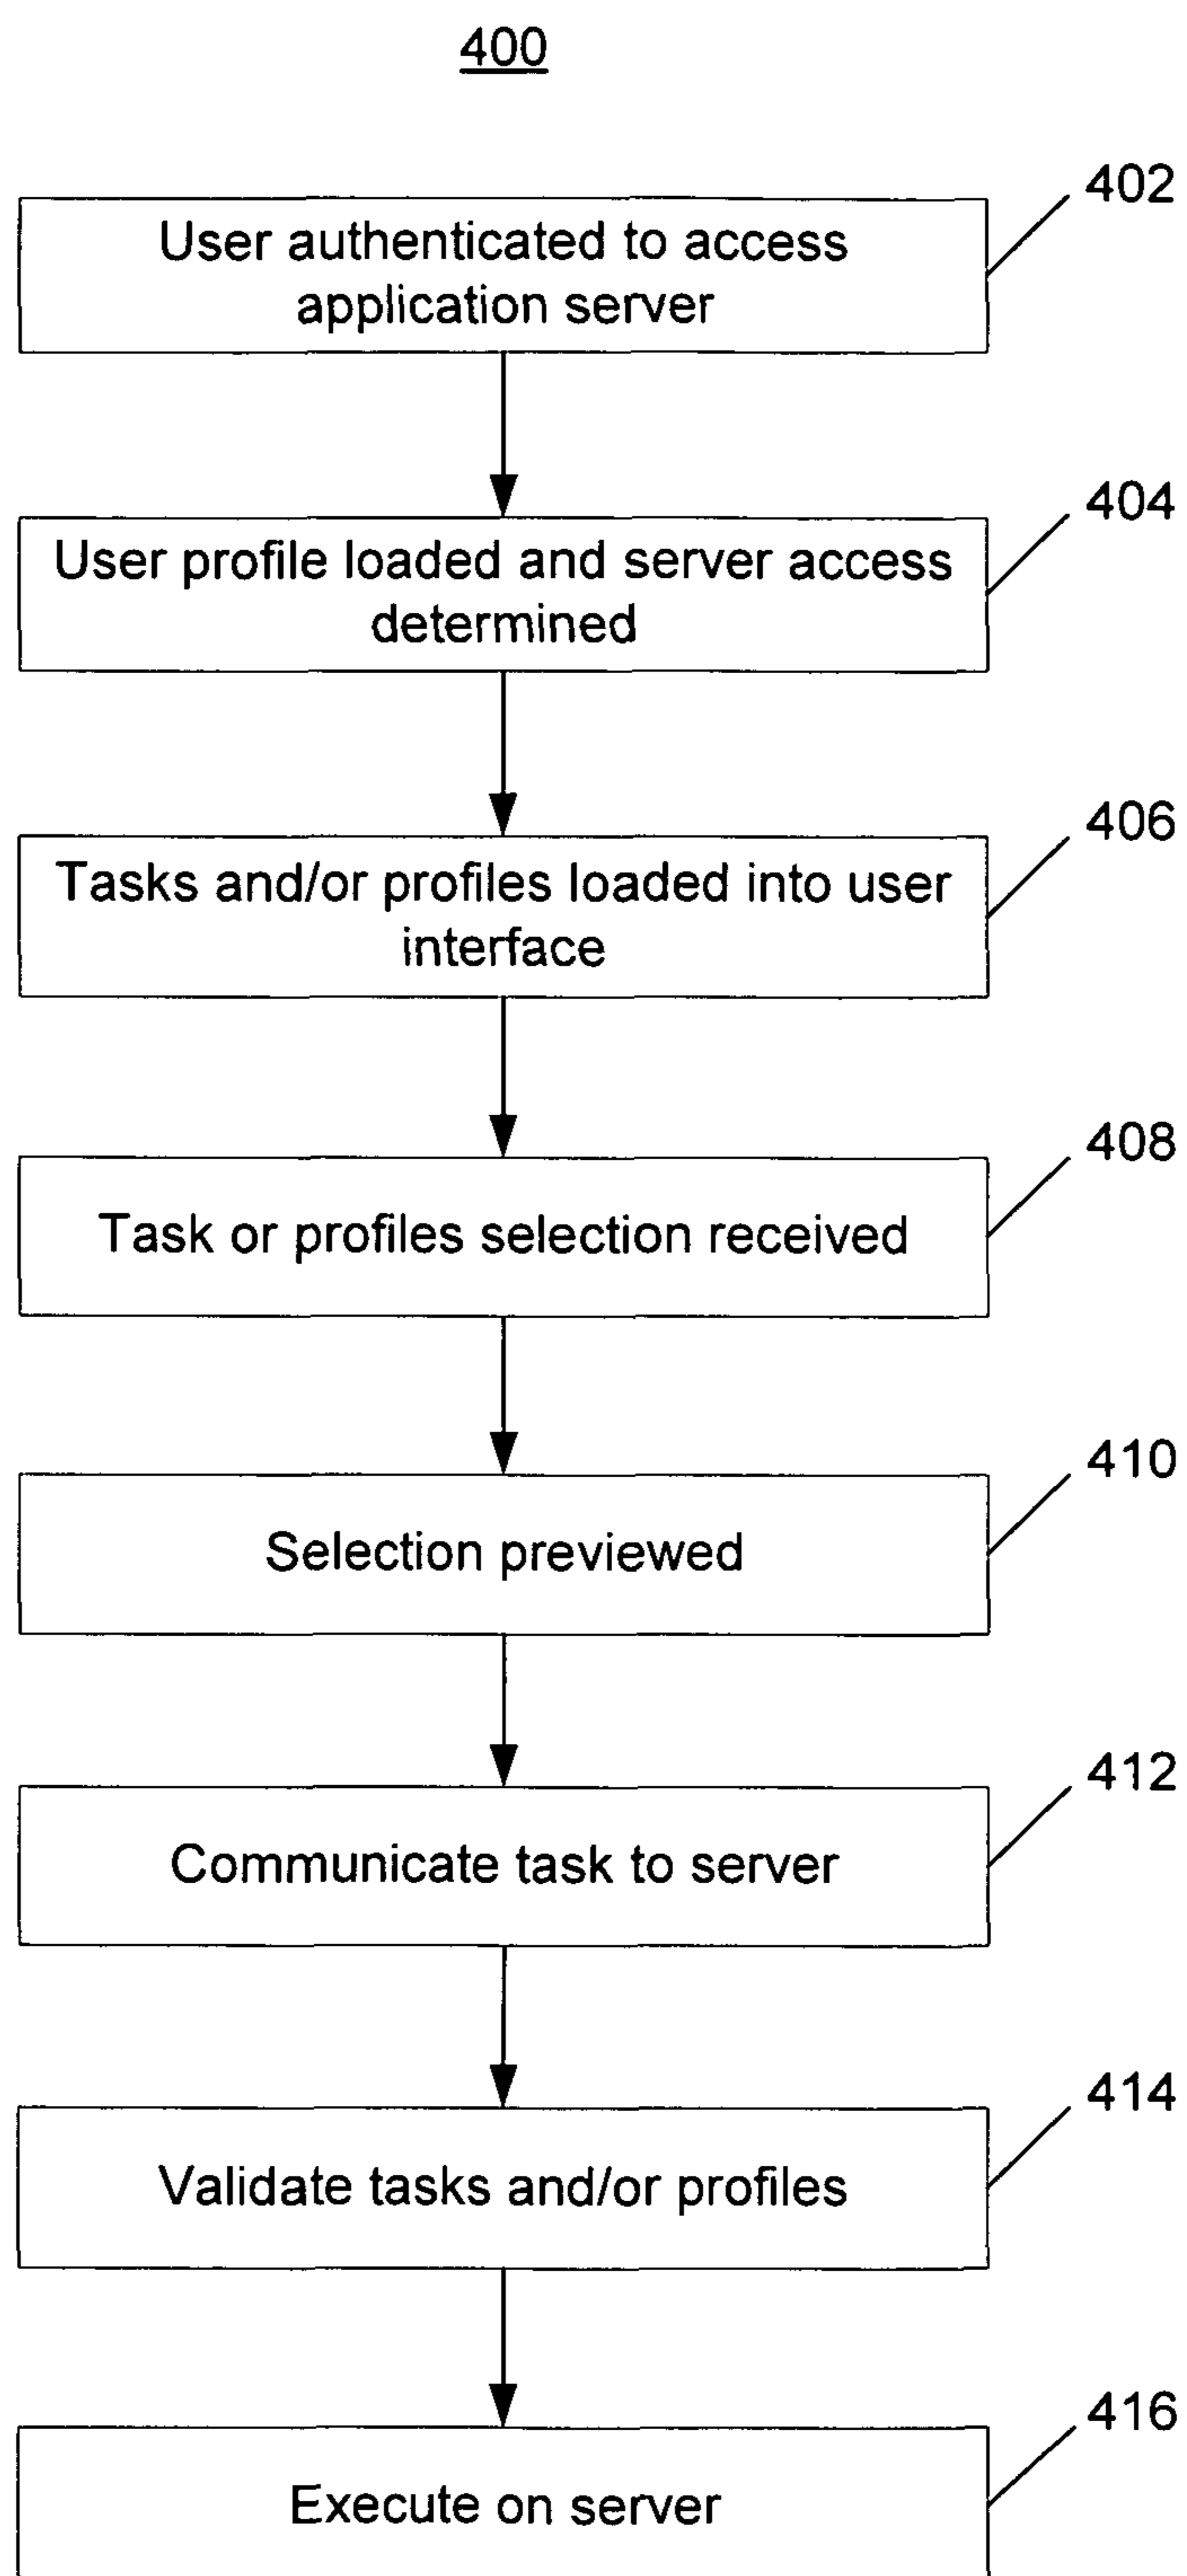 400
402
User authenticated to access
application server
404
User profile loaded and server access
determined
406
Tasks and/or profiles loaded into user
interface
408
Task or profiles selection received
410
Selection previewed
412
Communicate task to server
414
Validate tasks and/or profiles
416
Execute on server